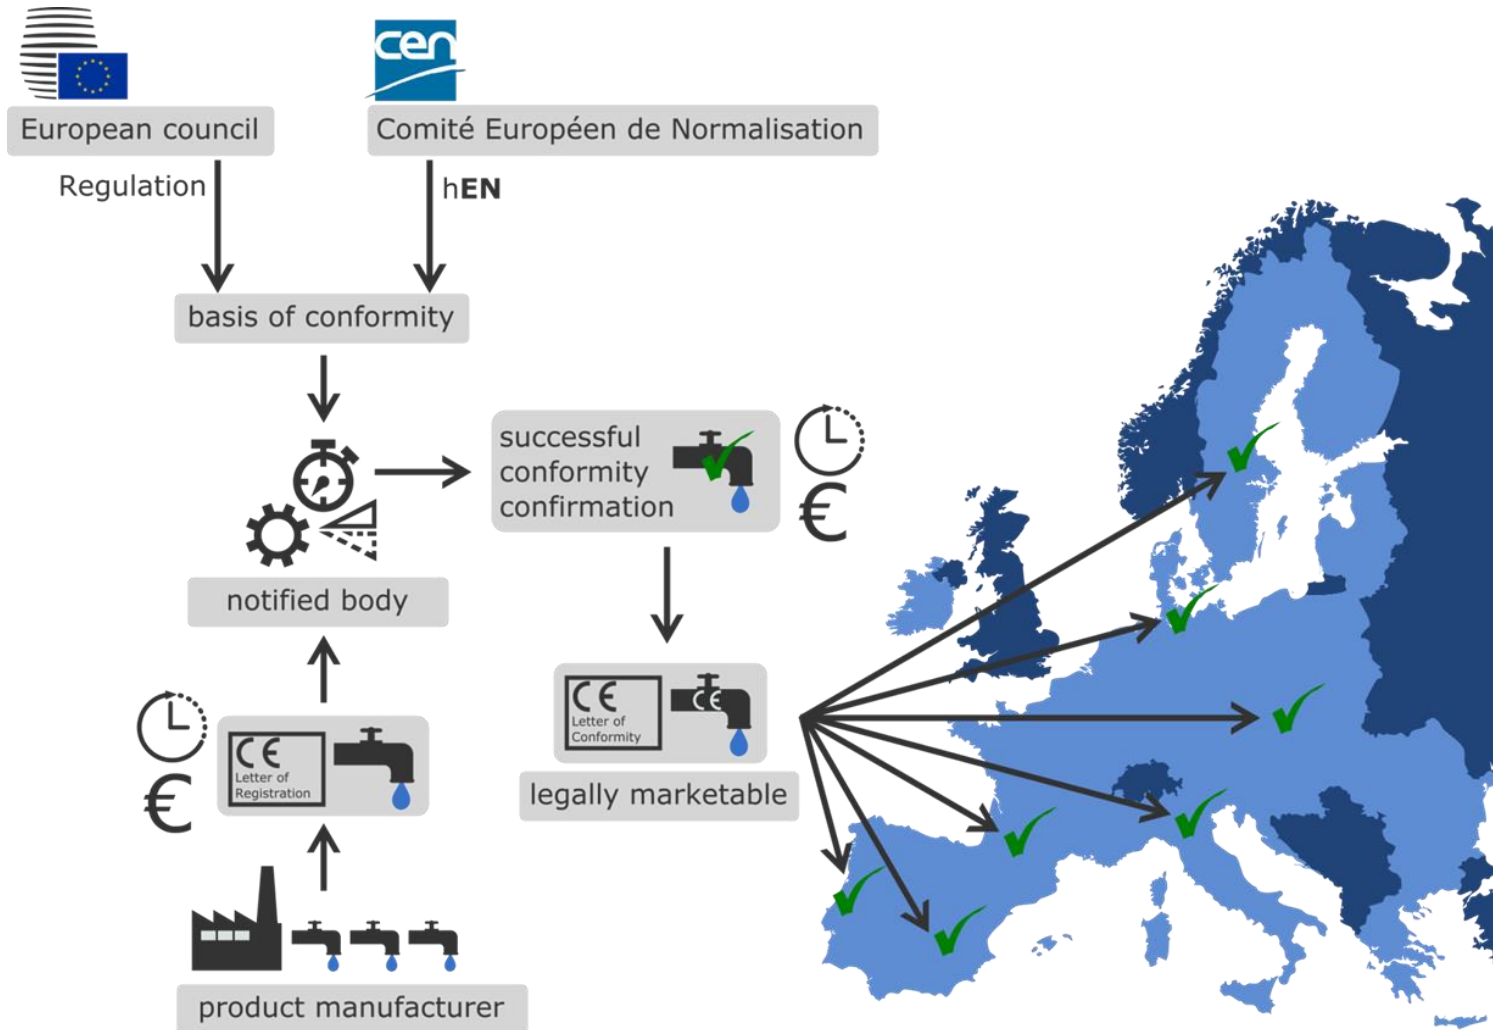 cen
European council
Comité Européen de Normalisation
Regulation
hEN
basis of conformity
successful
conformity
confirmation
€
notified body
CE
Letter of
Conformity
CE
legally marketable
€
CE
Letter of
Registration
product manufacturer